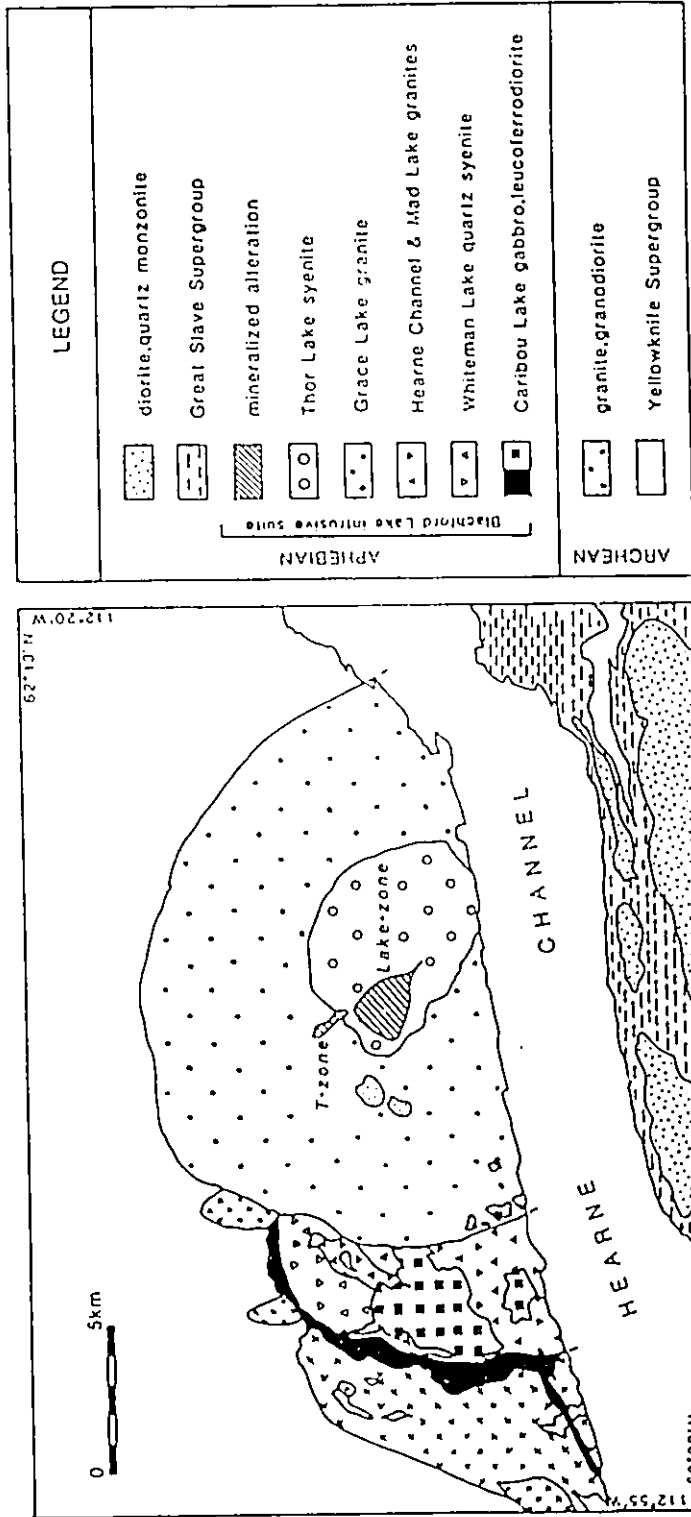 62°10'N
112°20'W
0 5km
T-zone
Lake-zone
HEARNE CHANNEL
112°55'W
LEGEND
APHEBIAN
Blachford Lake intrusive suite
diorite,quartz monzonite
Great Slave Supergroup
mineralized alteration
Thor Lake syenite
Grace Lake granite
Hearne Channel & Mad Lake granites
Whiteman Lake quartz syenite
Caribou Lake gabbro,leucoferrodiorite
ARCHEAN
granite,granodiorite
Yellowknife Supergroup